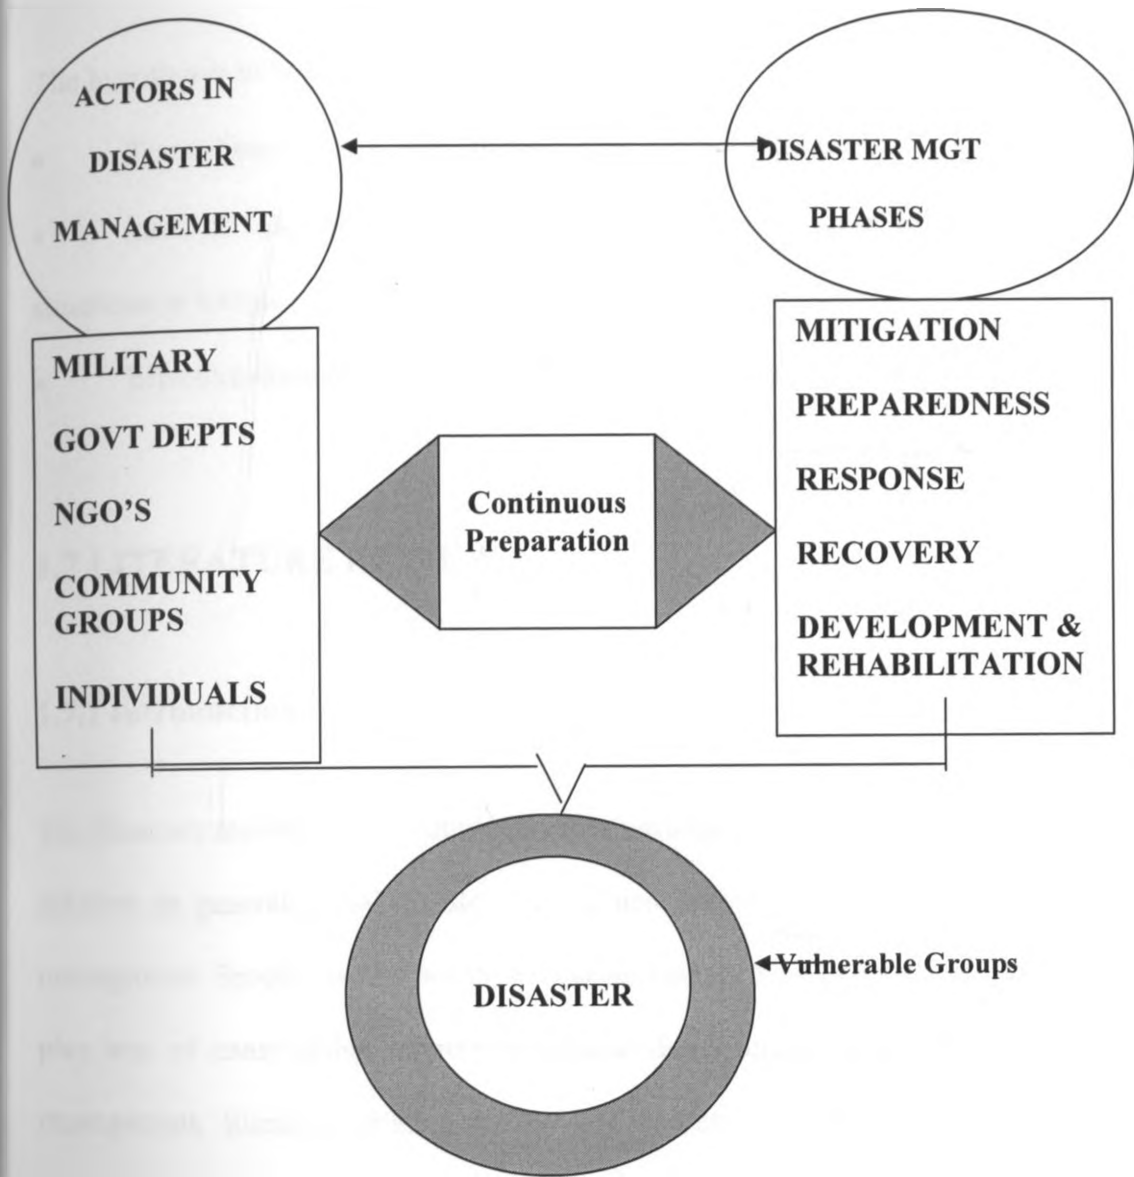 ACTORS IN
DISASTER
MANAGEMENT
DISASTER MGT
PHASES
MILITARY
GOVT DEPTS
NGO'S
COMMUNITY
GROUPS
INDIVIDUALS
Continuous
Preparation
MITIGATION
PREPAREDNESS
RESPONSE
RECOVERY
DEVELOPMENT &
REHABILITATION
DISASTER
Vulnerable Groups